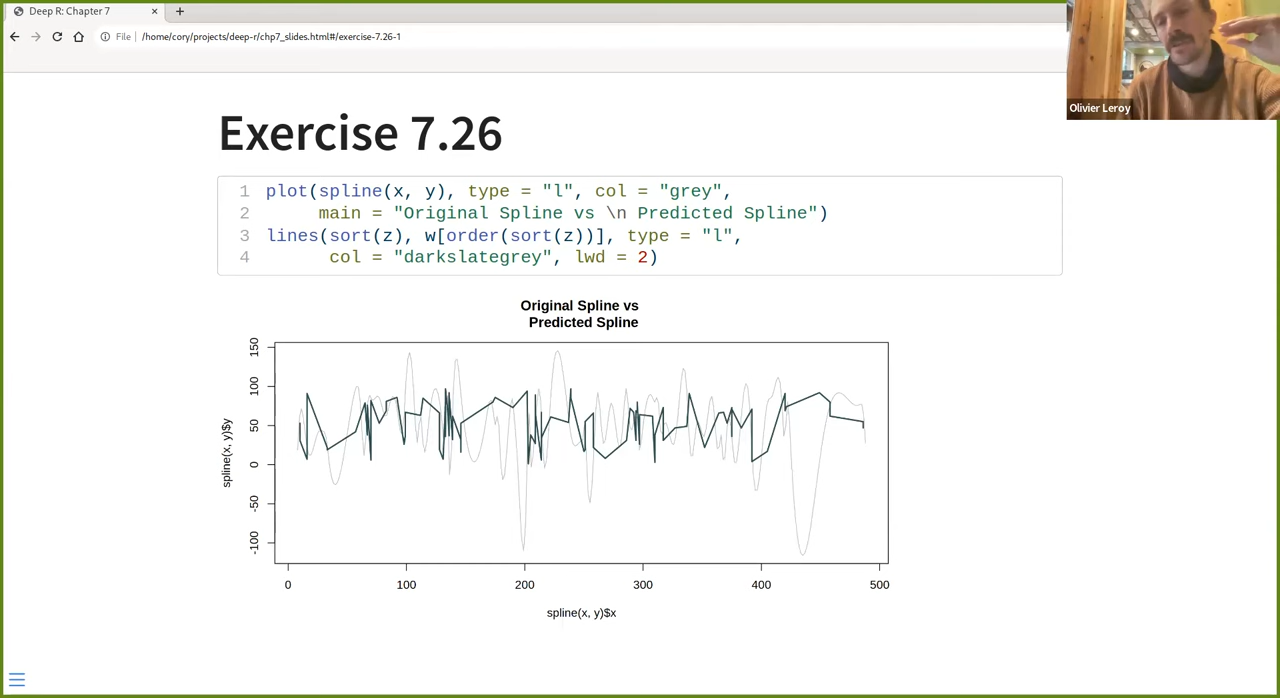 Deep R: Chapter 7
File
/home/cory/projects/deep-r/chp7_slides.html#/exercise-7.26-1
Olivier Leroy
Exercise 7.26
1 plot(spline(x, y), type = "l", col = "grey",
2 main = "Original Spline vs \n Predicted Spline")
3 lines(sort(z), w[order(sort(z))], type = "l",
4 col = "darkslategrey", lwd = 2)
Original Spline vs
Predicted Spline
spline(x, y)$y
150
100
50
0
-50
-100
0 100 200 300 400 500
spline(x, y)$x